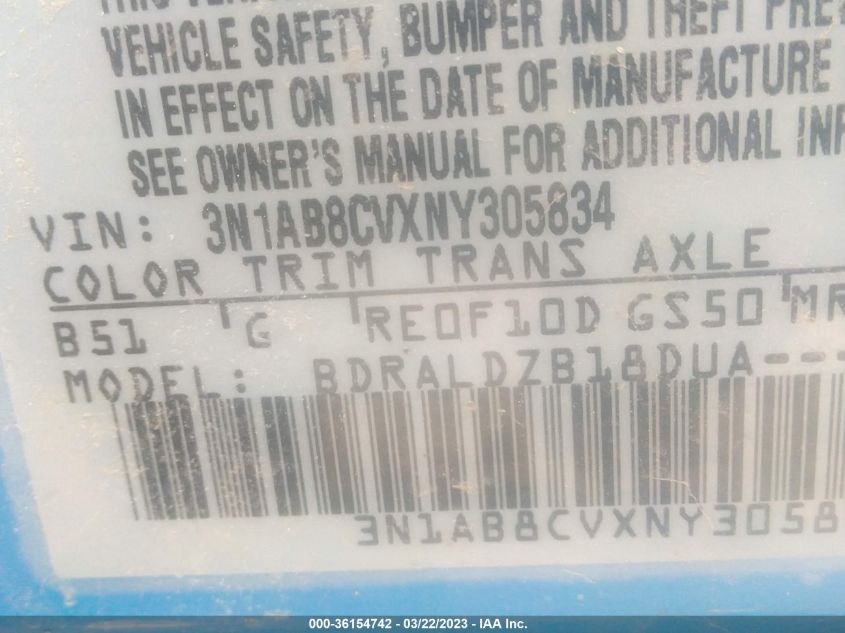 VEHICLE SAFETY, BUMPER AND THEFT
IN EFFECT ON THE DATE OF MANUFACTURE
SEE OWNER'S MANUAL FOR ADDITIONAL
VIN: 3N1AB8CVXNY305834
COLOR TRIM TRANS AXLE
B51 G RE0F10D GS50 MR
MODEL: BDRALDZB18DUA---
3N1AB8CVXNY3058
000-36154742 - 03/22/2023 - IAA Inc.